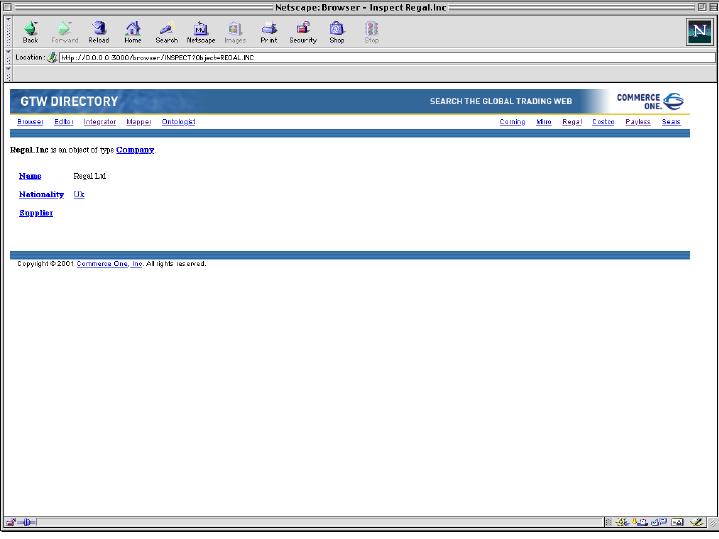 Netscape: Browser - Inspect Regal.Inc
Back Forward Reload Home Search Netscape Images Print Security Shop Stop
Location: http://0.0.0.0:3000/browser/INSPECT?Object=REGAL.INC
GTW DIRECTORY SEARCH THE GLOBAL TRADING WEB COMMERCE ONE.
Browser Editor Integrator Mapper Ontologist Corning Mirro Regal Costco Payless Sears
Regal.Inc is an object of type Company.
Name Regal Ltd
Nationality Uk
Supplier
Copyright © 2001 Commerce One, Inc. All rights reserved.